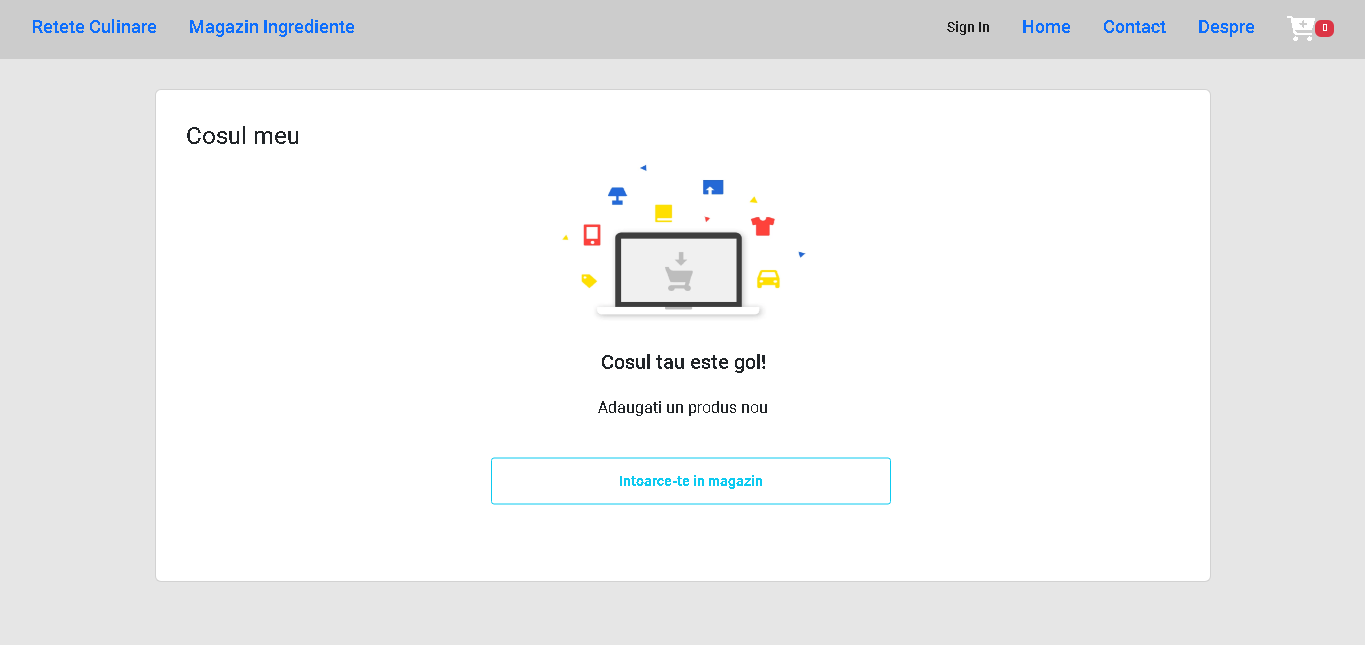 Retete Culinare Magazin Ingrediente Sign In Home Contact Despre 0
Cosul meu
Cosul tau este gol!
Adaugati un produs nou
Intoarce-te in magazin